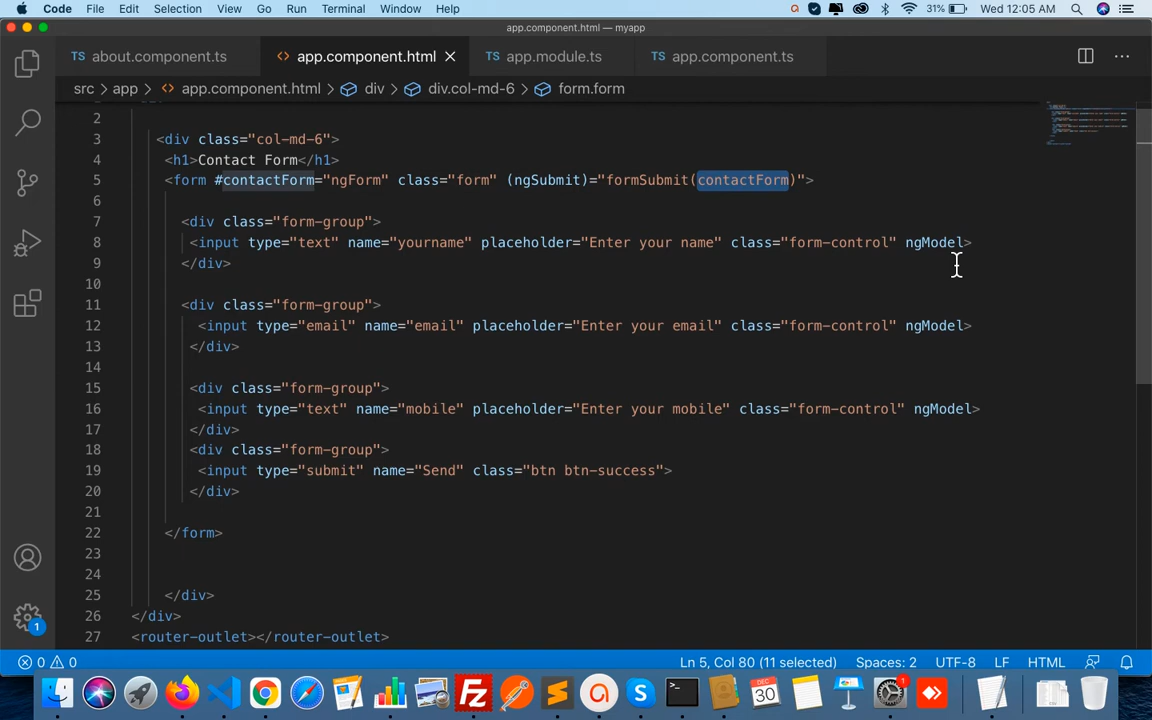 Code File Edit Selection View Go Run Terminal Window Help 31% Wed 12:05 AM
app.component.html — myapp
TS about.component.ts <> app.component.html × TS app.module.ts TS app.component.ts ...
src > app > <> app.component.html > div > div.col-md-6 > form.form
2
3 <div class="col-md-6">
4 <h1>Contact Form</h1>
5 <form #contactForm="ngForm" class="form" (ngSubmit)="formSubmit(contactForm)">
6
7 <div class="form-group">
8 <input type="text" name="yourname" placeholder="Enter your name" class="form-control" ngModel>
9 </div>
10
11 <div class="form-group">
12 <input type="email" name="email" placeholder="Enter your email" class="form-control" ngModel>
13 </div>
14
15 <div class="form-group">
16 <input type="text" name="mobile" placeholder="Enter your mobile" class="form-control" ngModel>
17 </div>
18 <div class="form-group">
19 <input type="submit" name="Send" class="btn btn-success">
20 </div>
21
22 </form>
23
24
25 </div>
26 </div>
27 <router-outlet></router-outlet>
1
0 0 Ln 5, Col 80 (11 selected) Spaces: 2 UTF-8 LF HTML
Fz DEC 30 1